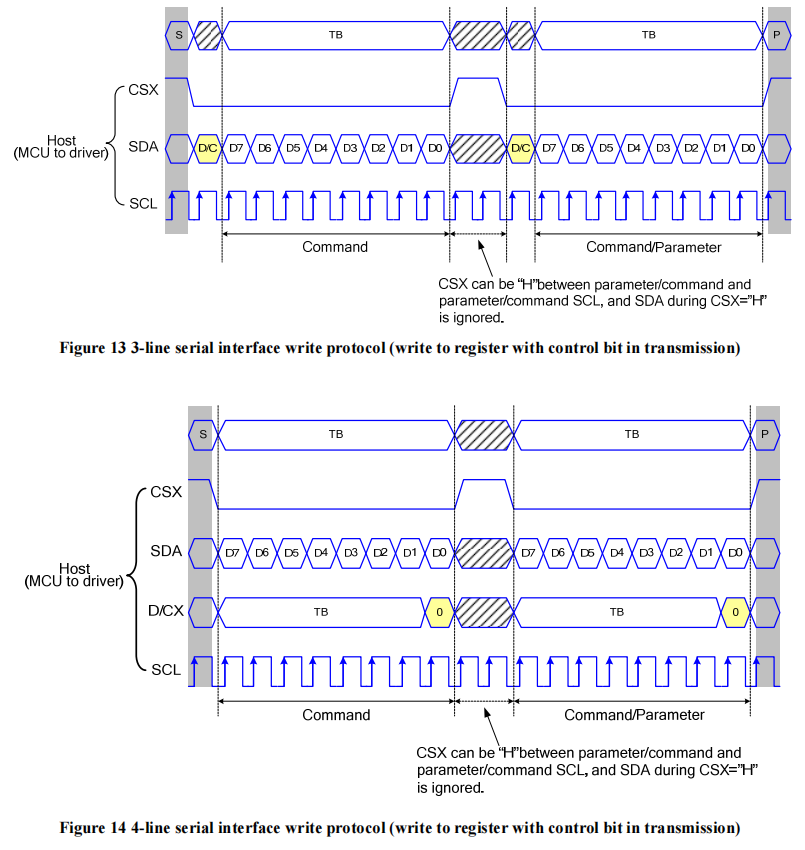 S TB TB P
CSX
Host
(MCU to driver)
SDA D/C D7 D6 D5 D4 D3 D2 D1 D0 D/C D7 D6 D5 D4 D3 D2 D1 D0
SCL
Command Command/Parameter
CSX can be “H”between parameter/command and
parameter/command SCL, and SDA during CSX=”H”
is ignored.
Figure 13 3-line serial interface write protocol (write to register with control bit in transmission)
S TB TB P
CSX
SDA D7 D6 D5 D4 D3 D2 D1 D0 D7 D6 D5 D4 D3 D2 D1 D0
Host
(MCU to driver)
D/CX TB 0 TB 0
SCL
Command Command/Parameter
CSX can be “H”between parameter/command and
parameter/command SCL, and SDA during CSX=”H”
is ignored.
Figure 14 4-line serial interface write protocol (write to register with control bit in transmission)